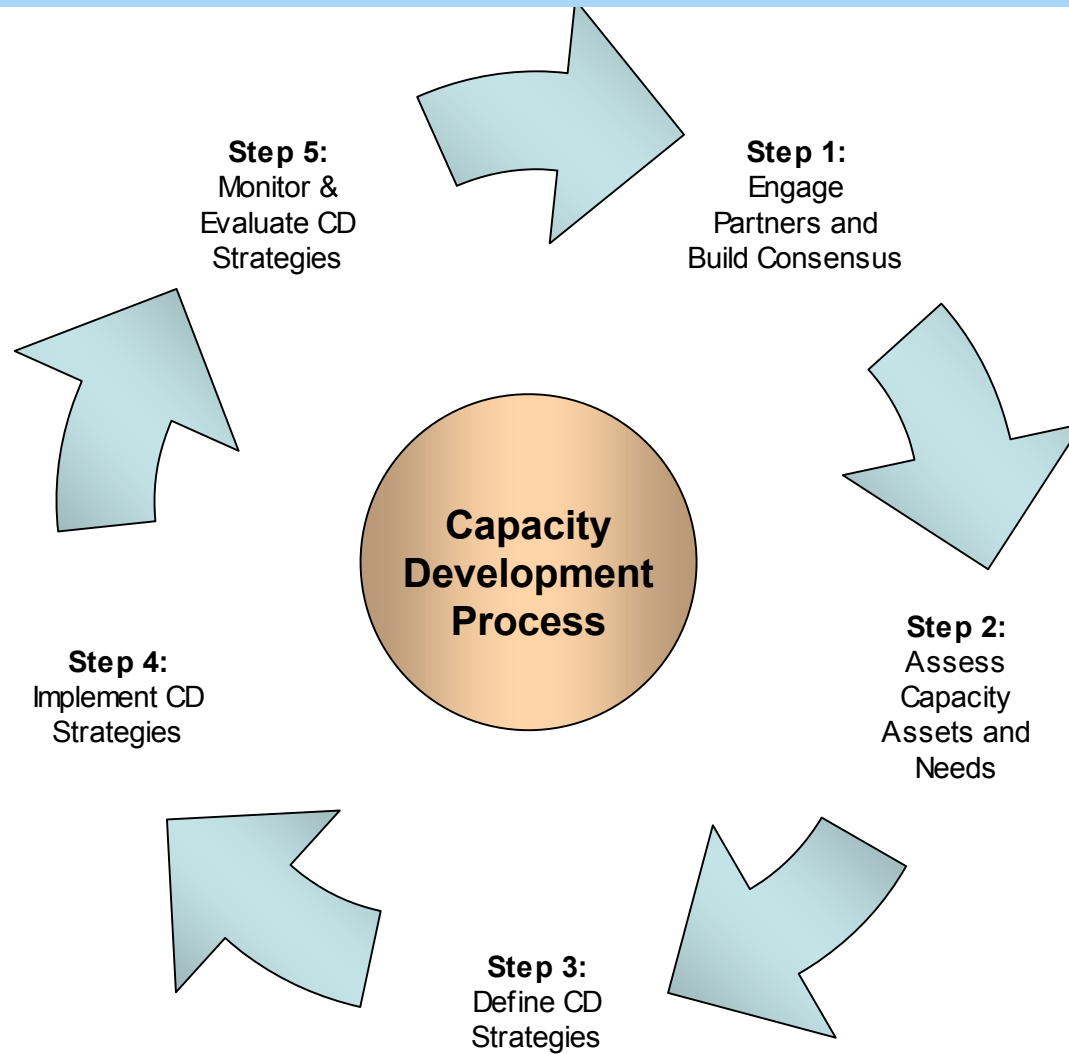 Step 5:
Monitor &
Evaluate CD
Strategies
Step 1:
Engage
Partners and
Build Consensus
Capacity
Development
Process
Step 2:
Assess
Capacity
Assets and
Needs
Step 4:
Implement CD
Strategies
Step 3:
Define CD
Strategies